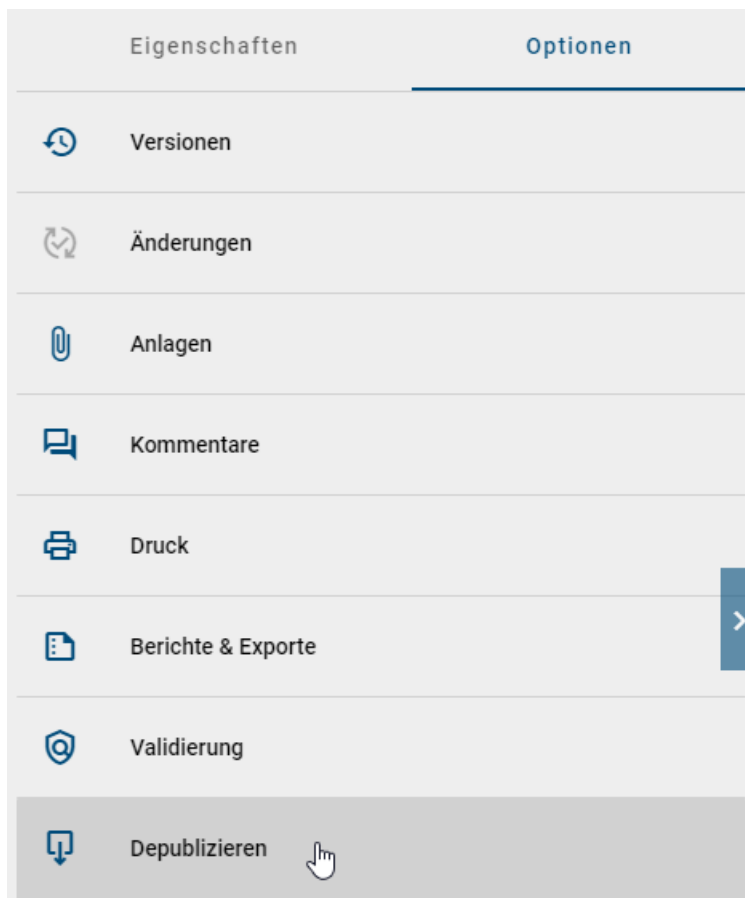 Eigenschaften Optionen
Versionen
Änderungen
Anlagen
Kommentare
Druck
Berichte & Exporte
Validierung
Depublizieren